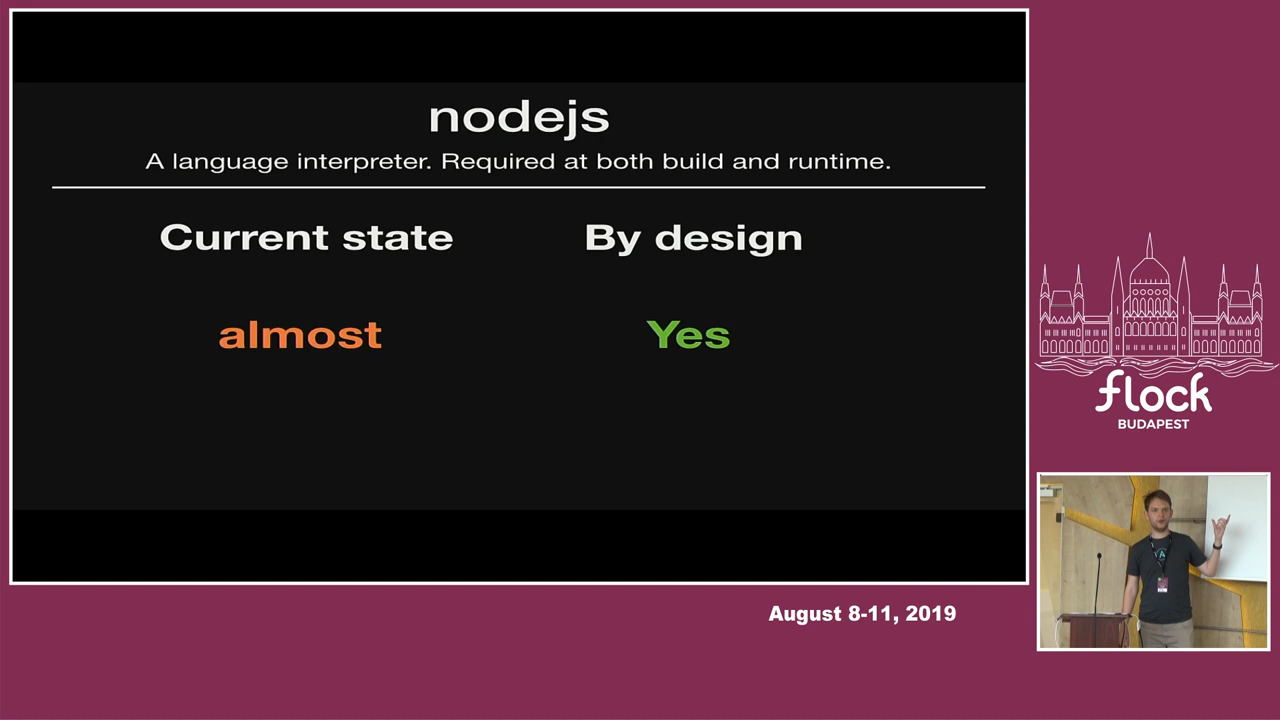 nodejs
A language interpreter. Required at both build and runtime.
Current state
By design
almost
Yes
flock
BUDAPEST
August 8-11, 2019